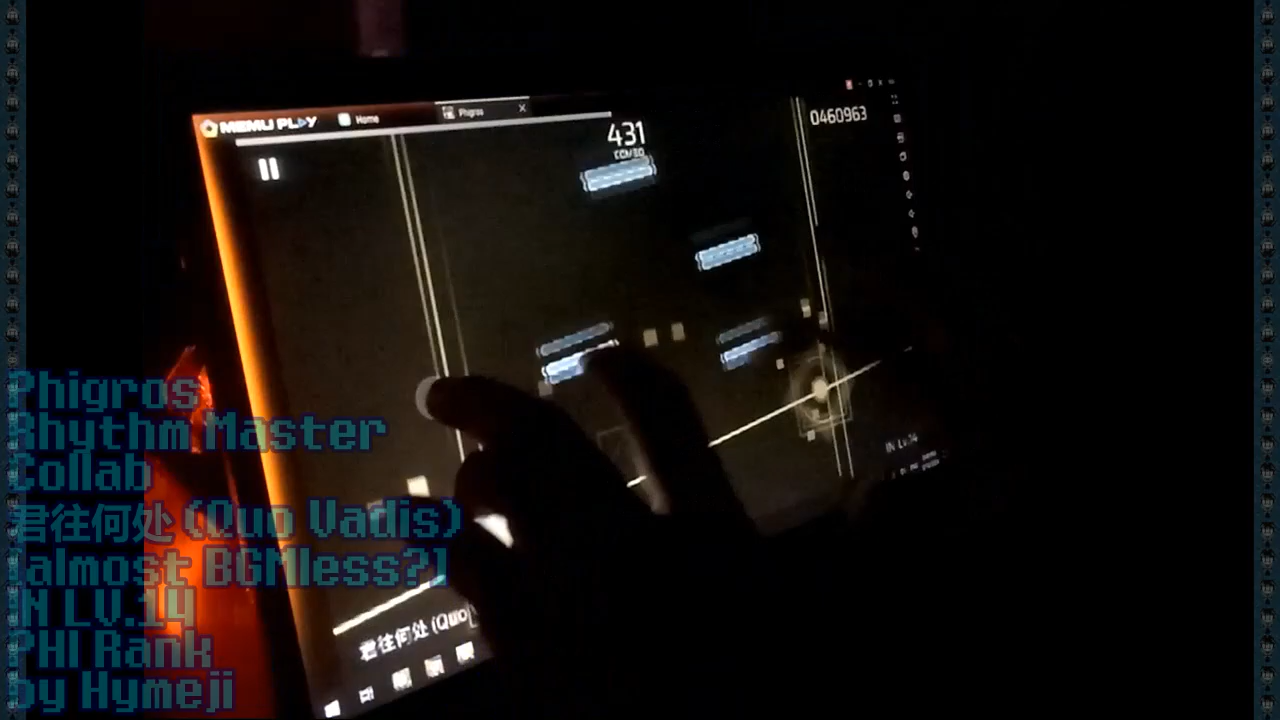 MEMU PLAY
Home
Phigros
431
COMBO
0460963
IN Lv.14
君往何处 (Quo
Phigros
Rhythm Master
Collab
君往何处 (Quo Vadis)
[almost BGMless?]
IN LV.14
PHI Rank
by Hymeji